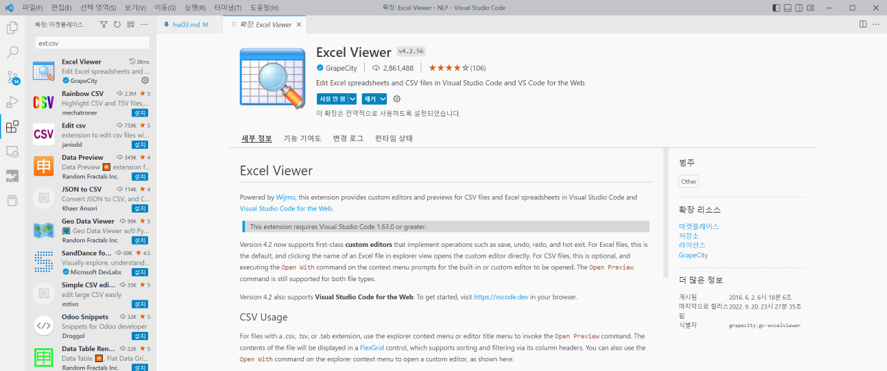 파일(F) 편집(E) 선택 영역(S) 보기(V) 이동(G) 실행(R) 터미널(T) 도움말(H)
확장: Excel Viewer - NLP - Visual Studio Code
확장: 마켓플레이스
hw03.md M
확장: Excel Viewer
ext:csv
Excel Viewer 38ms
Edit Excel spreadsheets and ...
GrapeCity
Rainbow CSV 2.3M ★ 5
Highlight CSV and TSV files, ...
mechatroner 설치
Edit csv 759K ★ 5
extension to edit csv files wi...
janisdd 설치
Data Preview 345K ★ 4
Data Preview extension f...
Random Fractals Inc. 설치
JSON to CSV 114K ★ 4
Convert JSON to CSV, and C...
Khaer Ansori 설치
Geo Data Viewer 99K ★ 5
Geo Data Viewer w/0 Py...
Random Fractals Inc. 설치
SandDance fo... 69K ★ 4.5
Visually explore, understand...
Microsoft DevLabs 설치
Simple CSV edi... 35K ★ 5
edit large CSV easily
estivo 설치
Odoo Snippets 32K ★ 5
Snippets for Odoo developer
Droggol 설치
Data Table Ren... 22K ★ 5
Data Table Flat Data Gri...
Random Fractals Inc. 설치
Excel Viewer v4.2.56
GrapeCity 2,861,488 ★★★★☆(106)
Edit Excel spreadsheets and CSV files in Visual Studio Code and VS Code for the Web.
사용 안 함 제거
이 확장은 전역적으로 사용하도록 설정되었습니다.
세부 정보 기능 기여도 변경 로그 런타임 상태
Excel Viewer
Powered by Wijmo, this extension provides custom editors and previews for CSV files and Excel spreadsheets in Visual Studio Code and
Visual Studio Code for the Web.
This extension requires Visual Studio Code 1.63.0 or greater.
Version 4.2 now supports first-class custom editors that implement operations such as save, undo, redo, and hot exit. For Excel files, this is
the default, and clicking the name of an Excel file in explorer view opens the custom editor directly. For CSV files, this is optional, and
executing the Open With command on the context menu prompts for the built-in or custom editor to be opened. The Open Preview
command is still supported for both file types.
Version 4.2 also supports Visual Studio Code for the Web. To get started, visit https://vscode.dev in your browser.
CSV Usage
For files with a .csv, .tsv, or .tab extension, use the explorer context menu or editor title menu to invoke the Open Preview command. The
contents of the file will be displayed in a FlexGrid control, which supports sorting and filtering via its column headers. You can also use the
Open With command on the explorer context menu to open a custom editor, as shown here:
범주
Other
확장 리소스
마켓플레이스
저장소
라이선스
GrapeCity
더 많은 정보
게시됨 2016. 6. 2. 6시 18분 6초
마지막으로 릴리스 2022. 9. 20. 23시 27분 35초
됨
식별자 grapecity.gc-excelviewer